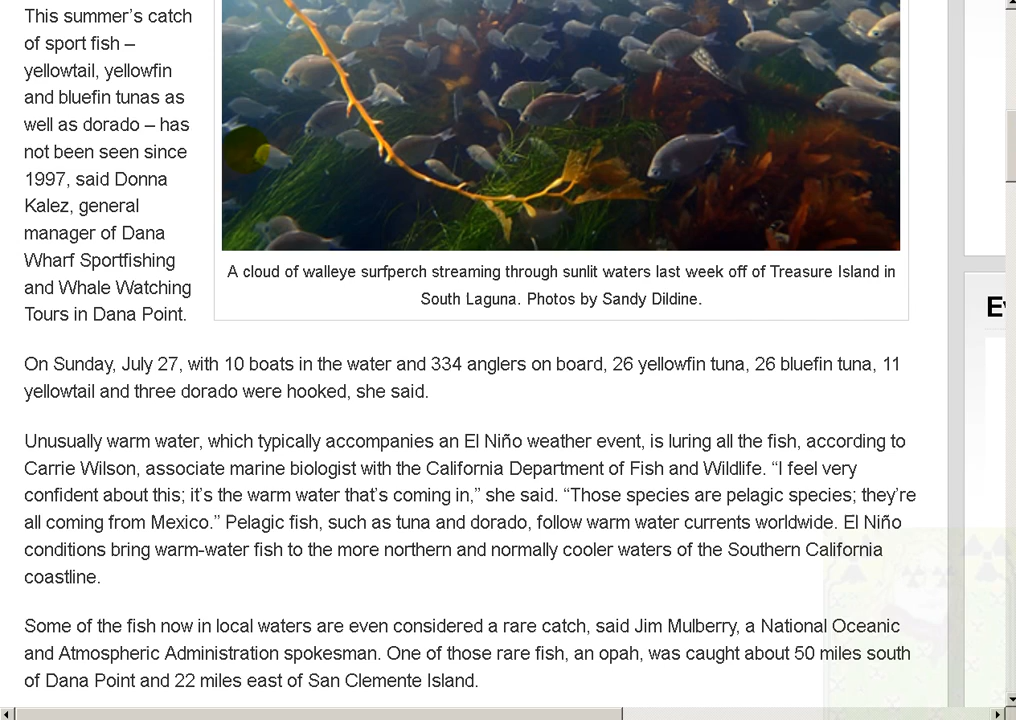 This summer’s catch
of sport fish –
yellowtail, yellowfin
and bluefin tunas as
well as dorado – has
not been seen since
1997, said Donna
Kalez, general
manager of Dana
Wharf Sportfishing
and Whale Watching
Tours in Dana Point.
A cloud of walleye surfperch streaming through sunlit waters last week off of Treasure Island in
South Laguna. Photos by Sandy Dildine.
On Sunday, July 27, with 10 boats in the water and 334 anglers on board, 26 yellowfin tuna, 26 bluefin tuna, 11
yellowtail and three dorado were hooked, she said.
Unusually warm water, which typically accompanies an El Niño weather event, is luring all the fish, according to
Carrie Wilson, associate marine biologist with the California Department of Fish and Wildlife. “I feel very
confident about this; it’s the warm water that’s coming in,” she said. “Those species are pelagic species; they’re
all coming from Mexico.” Pelagic fish, such as tuna and dorado, follow warm water currents worldwide. El Niño
conditions bring warm-water fish to the more northern and normally cooler waters of the Southern California
coastline.
Some of the fish now in local waters are even considered a rare catch, said Jim Mulberry, a National Oceanic
and Atmospheric Administration spokesman. One of those rare fish, an opah, was caught about 50 miles south
of Dana Point and 22 miles east of San Clemente Island.